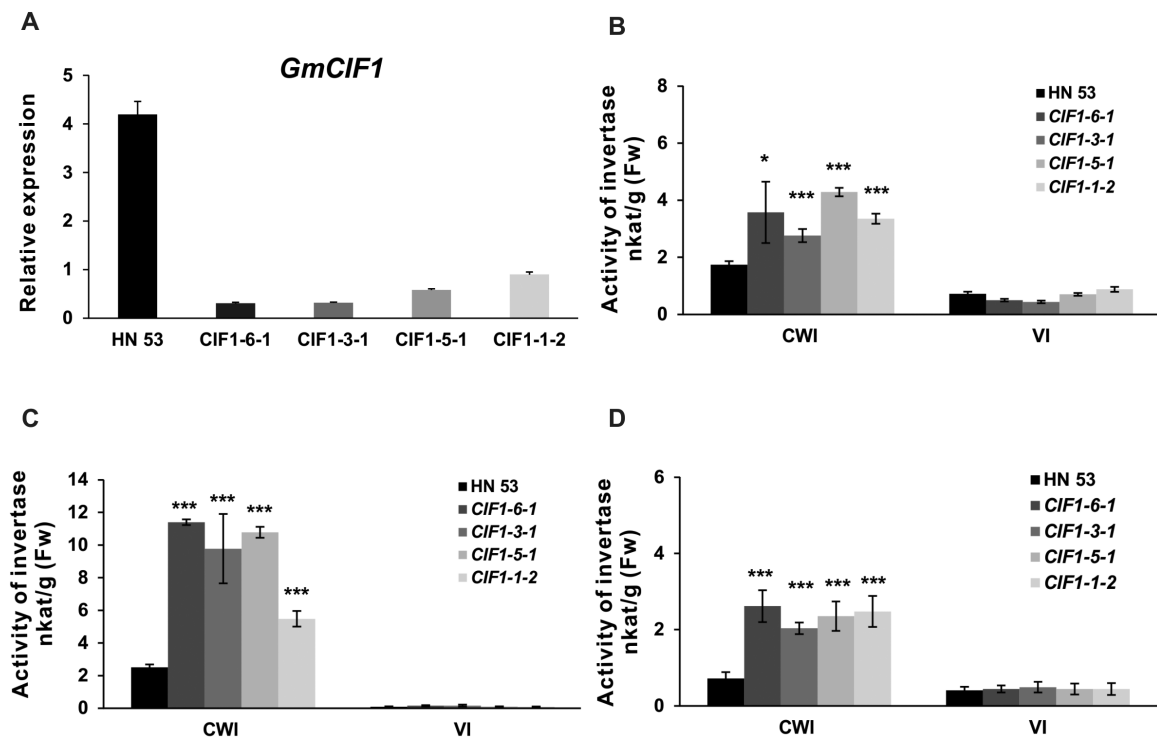 A
GmCIF1
Relative expression
5
4
3
2
1
0
HN 53 CIF1-6-1 CIF1-3-1 CIF1-5-1 CIF1-1-2
B
Activity of invertase
nkat/g (Fw)
8
6
4
2
0
HN 53
CIF1-6-1
CIF1-3-1
CIF1-5-1
CIF1-1-2
* *** *** ***
CWI VI
C
Activity of invertase
nkat/g (Fw)
14
12
10
8
6
4
2
0
HN 53
CIF1-6-1
CIF1-3-1
CIF1-5-1
CIF1-1-2
*** *** *** ***
CWI VI
D
Activity of invertase
nkat/g (Fw)
6
4
2
0
HN 53
CIF1-6-1
CIF1-3-1
CIF1-5-1
CIF1-1-2
*** *** *** ***
CWI VI